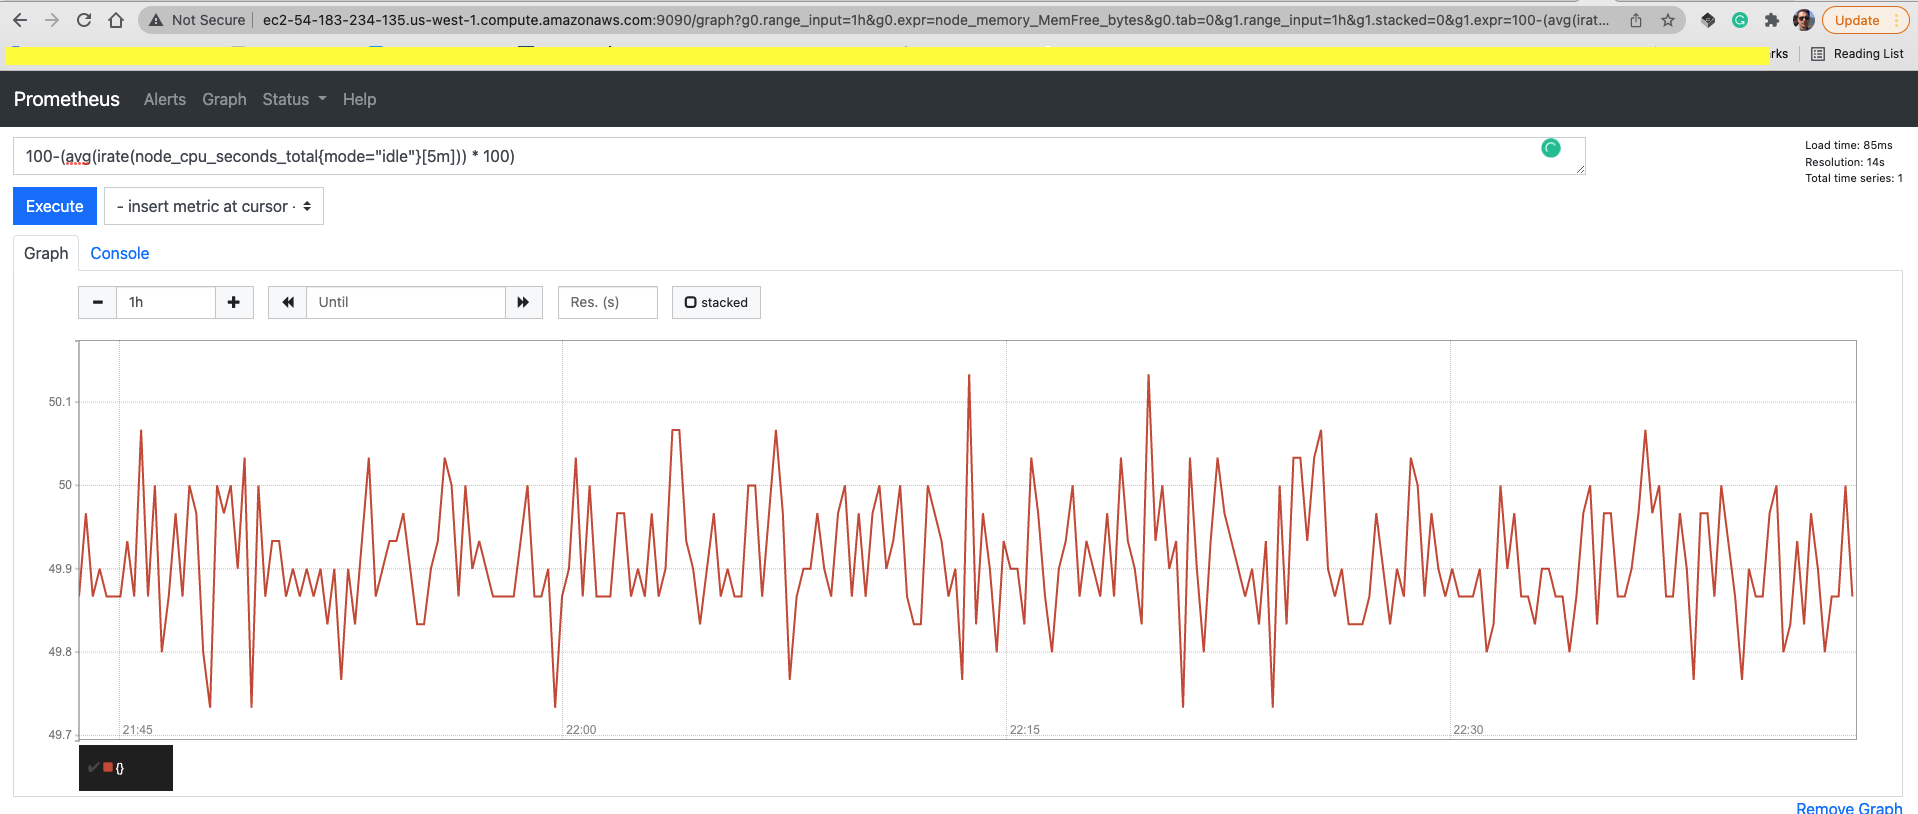 Not Secure | ec2-54-183-234-135.us-west-1.compute.amazonaws.com:9090/graph?g0.range_input=1h&g0.expr=node_memory_MemFree_bytes&g0.tab=0&g1.range_input=1h&g1.stacked=0&g1.expr=100-(avg(irat... Update
rks Reading List
Prometheus Alerts Graph Status Help
100-(avg(irate(node_cpu_seconds_total{mode="idle"}[5m])) * 100)
Load time: 85ms
Resolution: 14s
Total time series: 1
Execute - insert metric at cursor -
Graph Console
1h Until Res. (s) stacked
50.1
50
49.9
49.8
49.7
21:45 22:00 22:15 22:30
{}
Remove Graph